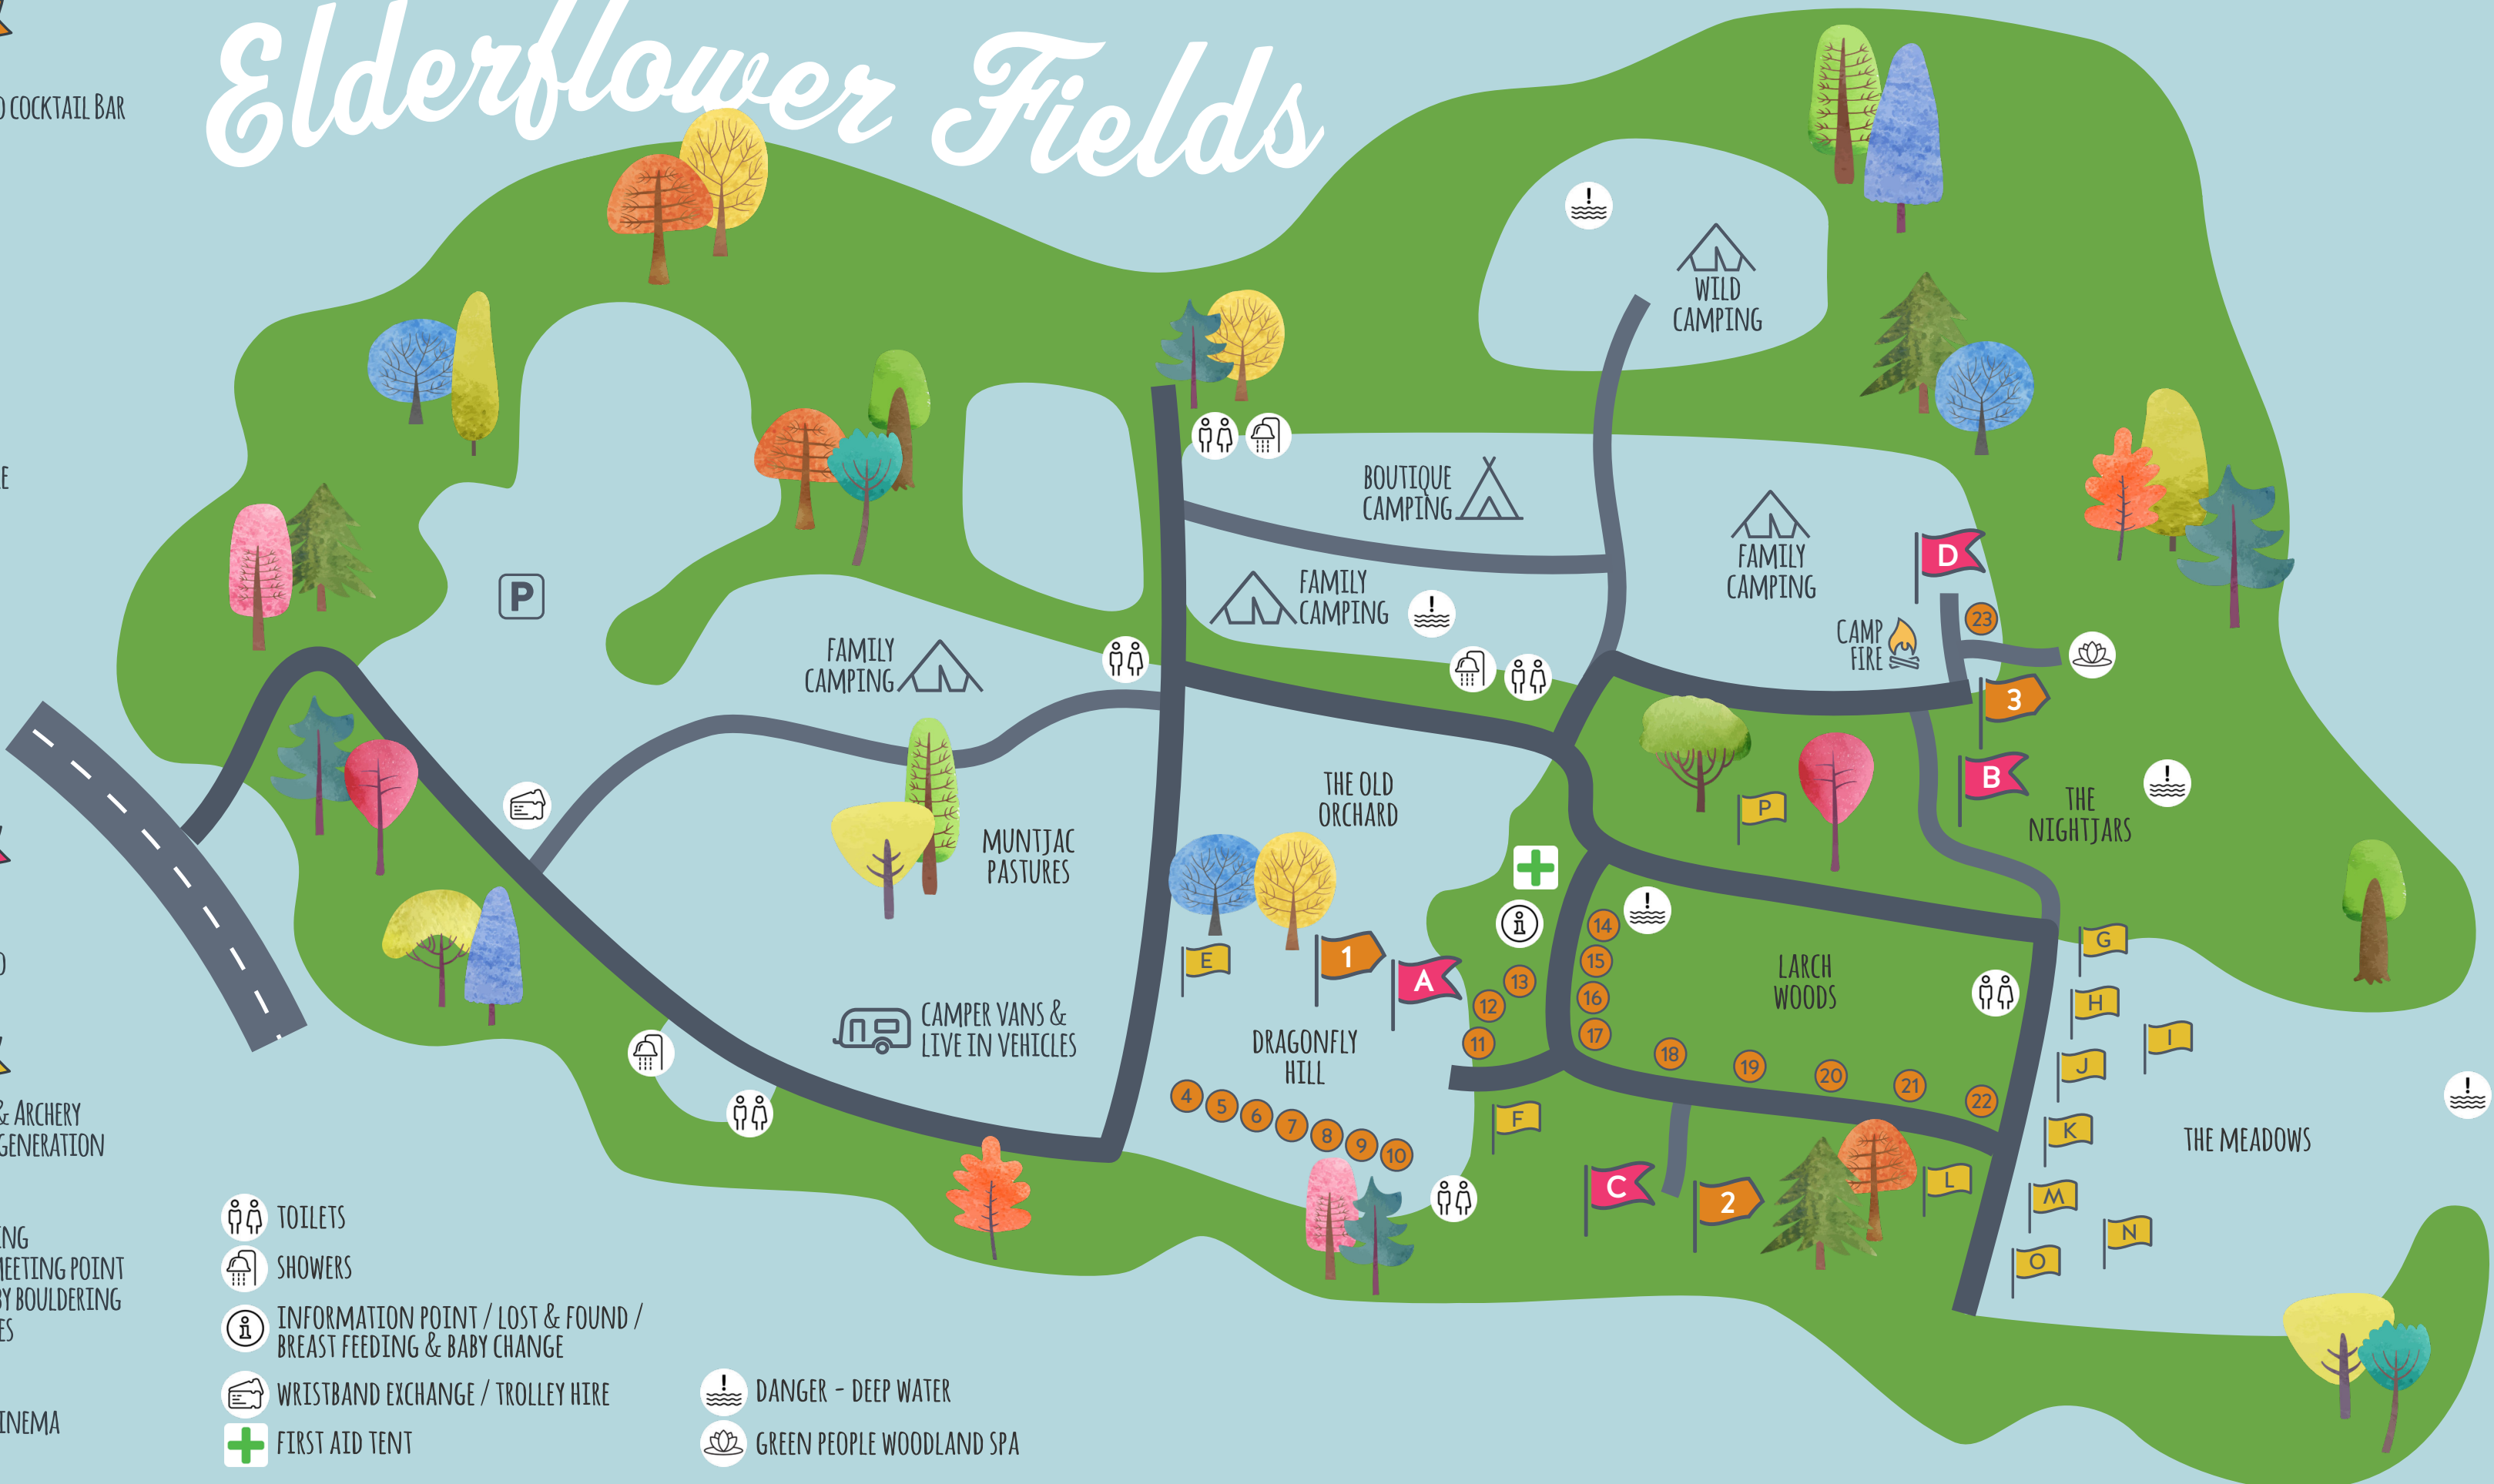 Elderflower Fields
COCKTAIL BAR
WILD
CAMPING
BOUTIQUE
CAMPING
FAMILY
CAMPING
D
P
FAMILY
CAMPING
23
CAMP
FIRE
FAMILY
CAMPING
3
THE OLD
ORCHARD
B
P
THE
NIGHTJARS
MUNTJAC
PASTURES
14
G
E
1
A
15
LARCH
WOODS
13
12
16
H
CAMPER VANS &
LIVE IN VEHICLES
DRAGONFLY
HILL
11
17
I
18
19
20
21
22
J
4
5
6
7
8
9
10
F
K
THE MEADOWS
& ARCHERY
GENERATION
C
2
L
M
N
O
MEETING POINT
BY BOULDERING
TOILETS
SHOWERS
INFORMATION POINT / LOST & FOUND /
BREAST FEEDING & BABY CHANGE
WRISTBAND EXCHANGE / TROLLEY HIRE
FIRST AID TENT
DANGER - DEEP WATER
GREEN PEOPLE WOODLAND SPA